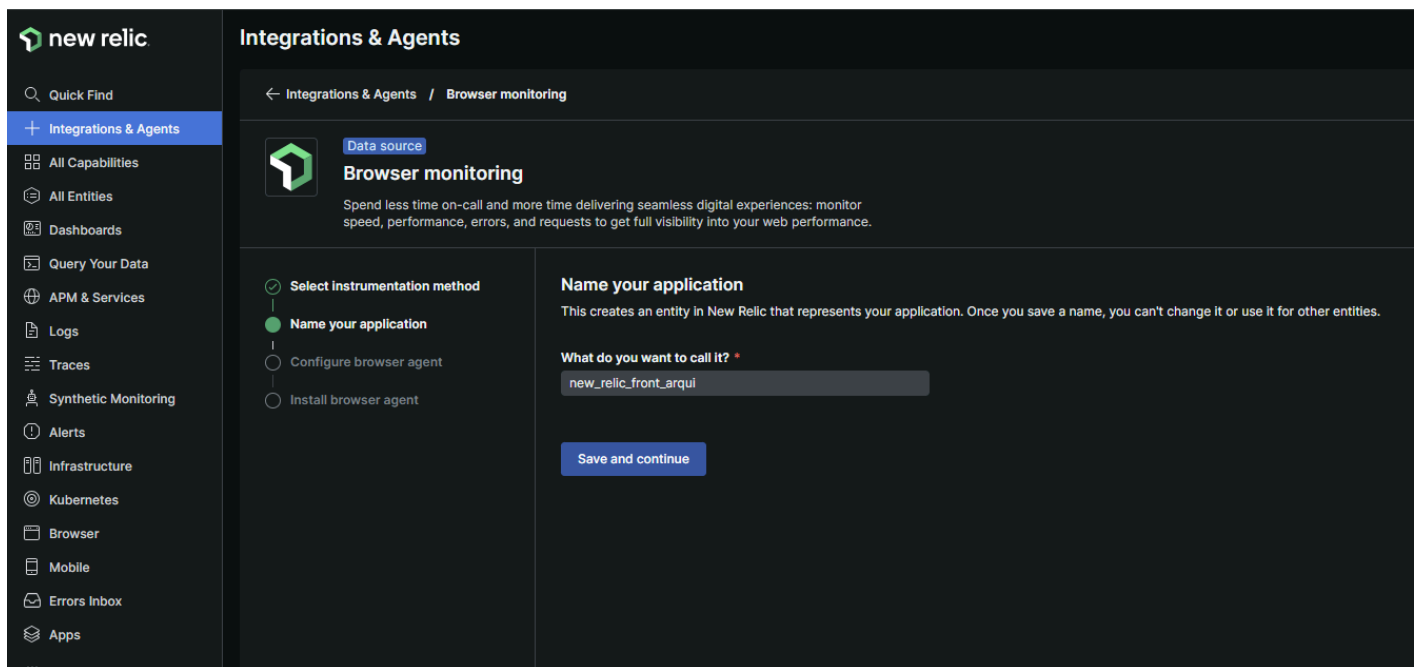 new relic
Integrations & Agents
Quick Find
Integrations & Agents
All Capabilities
All Entities
Dashboards
Query Your Data
APM & Services
Logs
Traces
Synthetic Monitoring
Alerts
Infrastructure
Kubernetes
Browser
Mobile
Errors Inbox
Apps
Integrations & Agents / Browser monitoring
Data source
Browser monitoring
Spend less time on-call and more time delivering seamless digital experiences: monitor
speed, performance, errors, and requests to get full visibility into your web performance.
Select instrumentation method
Name your application
Configure browser agent
Install browser agent
Name your application
This creates an entity in New Relic that represents your application. Once you save a name, you can't change it or use it for other entities.
What do you want to call it? *
new_relic_front_arqui
Save and continue